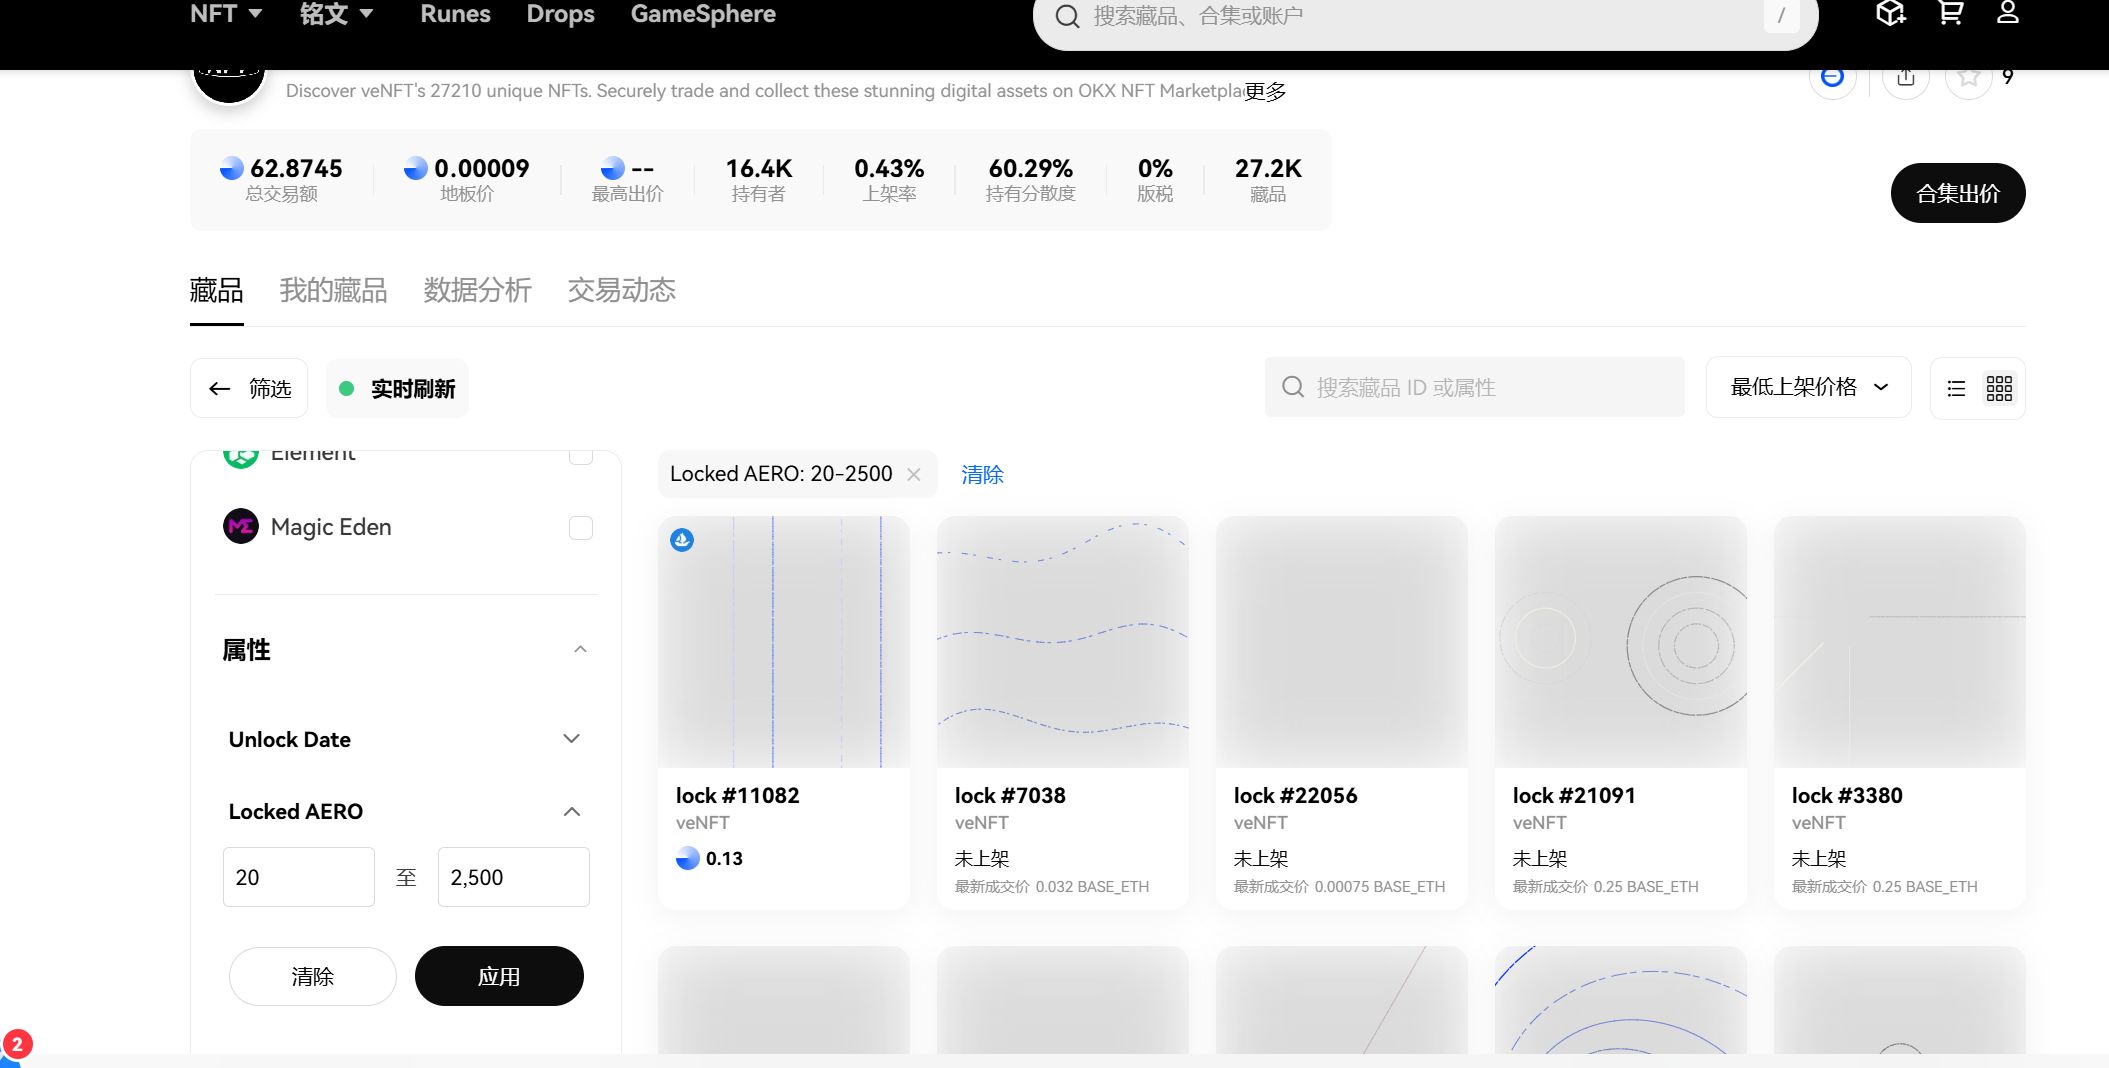 NFT 铭文 Runes Drops GameSphere 搜索藏品、合集或账户 /
Discover veNFT's 27210 unique NFTs. Securely trade and collect these stunning digital assets on OKX NFT Marketpla更多
9
62.8745 0.00009 -- 16.4K 0.43% 60.29% 0% 27.2K
总交易额 地板价 最高出价 持有者 上架率 持有分散度 版税 藏品
合集出价
藏品 我的藏品 数据分析 交易动态
筛选 实时刷新 搜索藏品 ID 或属性 最低上架价格
Element
Magic Eden
属性
Unlock Date
Locked AERO
20 至 2,500
清除 应用
2
Locked AERO: 20-2500 清除
lock #11082
veNFT
0.13
lock #7038
veNFT
未上架
最新成交价 0.032 BASE_ETH
lock #22056
veNFT
未上架
最新成交价 0.00075 BASE_ETH
lock #21091
veNFT
未上架
最新成交价 0.25 BASE_ETH
lock #3380
veNFT
未上架
最新成交价 0.25 BASE_ETH